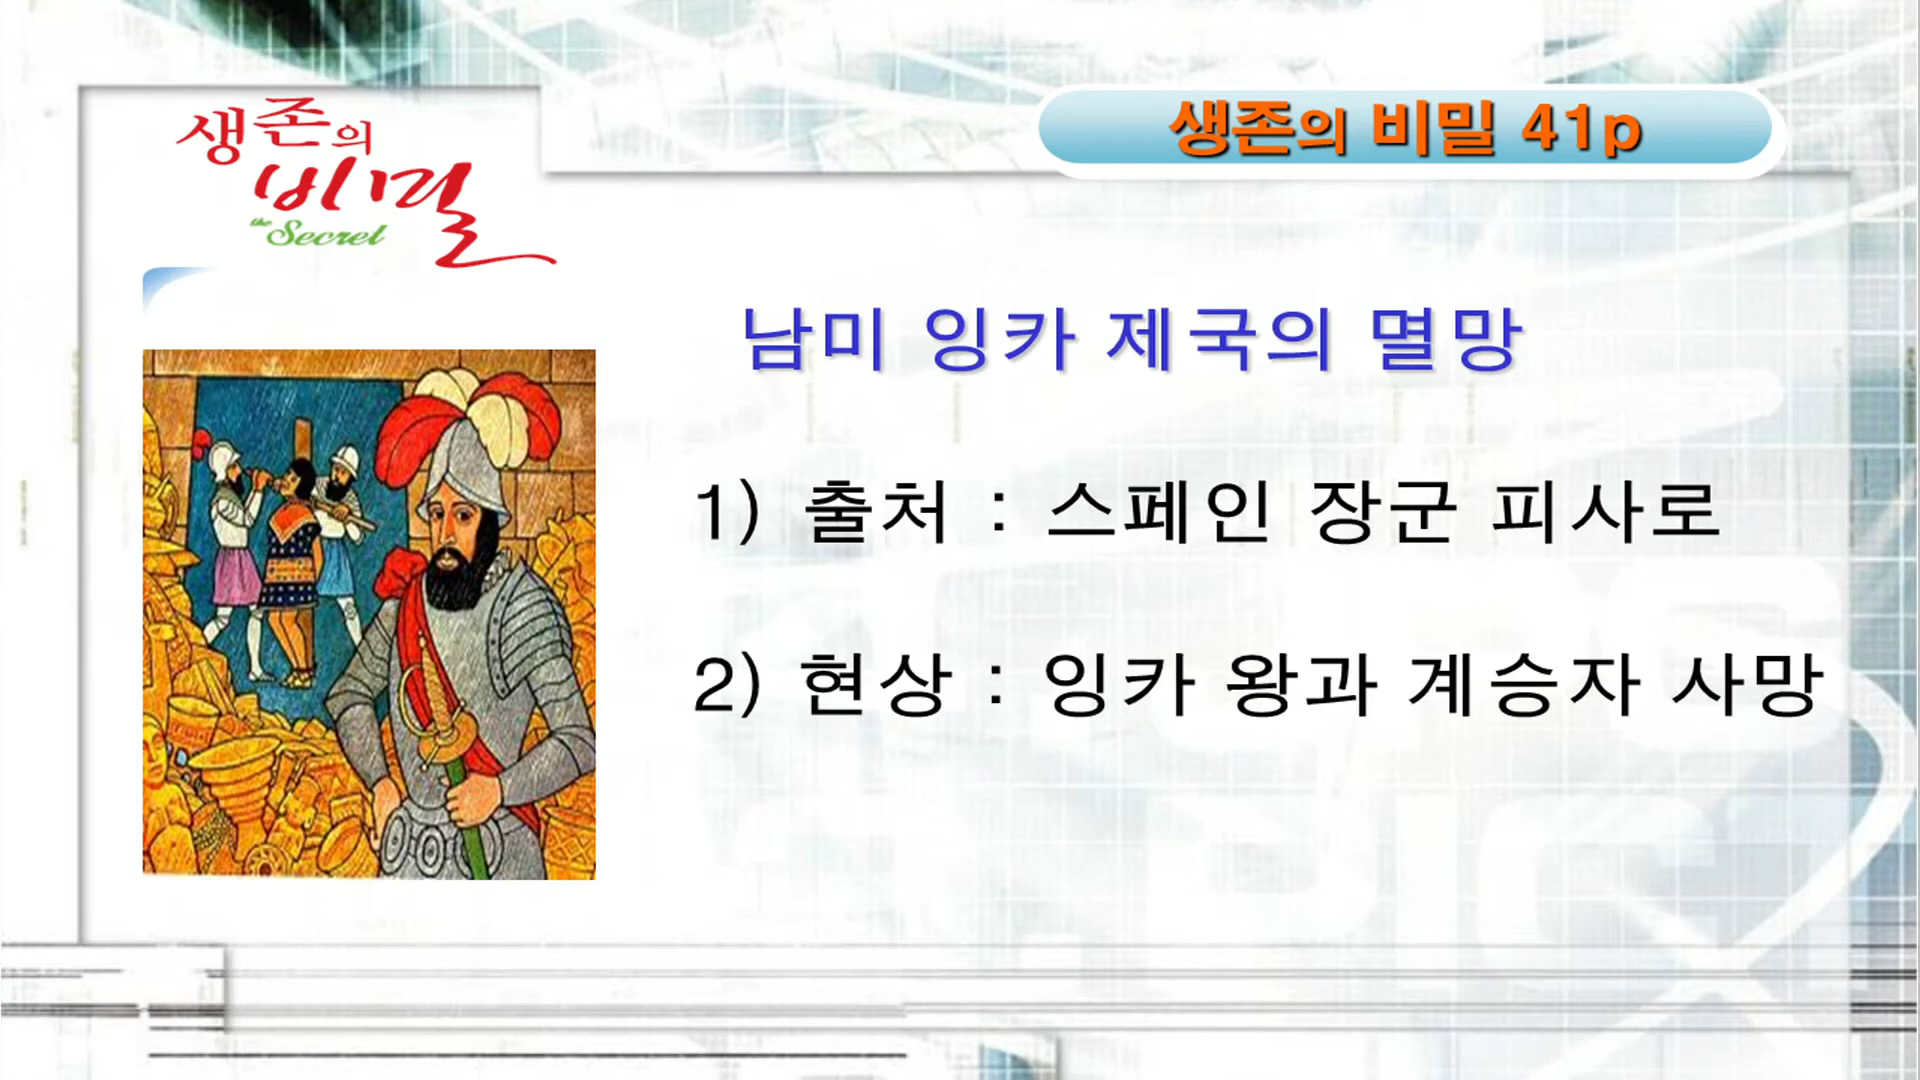 생존의
비밀
the Secret
생존의 비밀 41p
남미 잉카 제국의 멸망
1) 출처 : 스페인 장군 피사로
2) 현상 : 잉카 왕과 계승자 사망